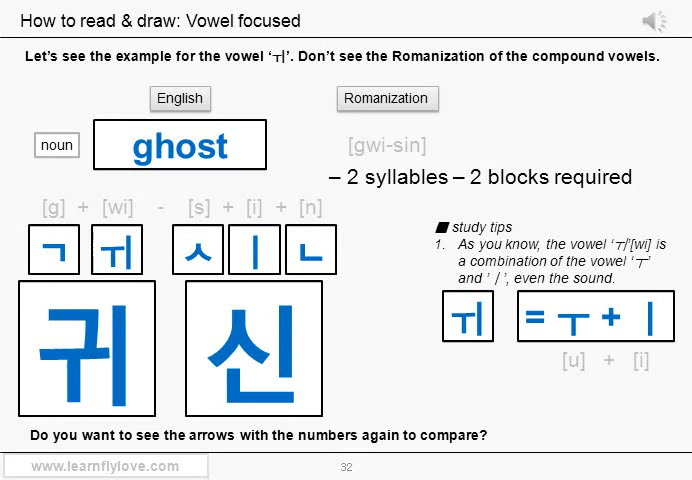 How to read & draw: Vowel focused
Let's see the example for the vowel ‘ㅟ’. Don't see the Romanization of the compound vowels.
English
Romanization
noun
ghost
[gwi-sin]
– 2 syllables – 2 blocks required
[g] + [wi] - [s] + [i] + [n]
ㄱ ㅟ ㅅ ㅣ ㄴ
귀 신
study tips
1. As you know, the vowel ‘ㅟ’[wi] is
a combination of the vowel ‘ㅜ’
and ’ㅣ’, even the sound.
ㅟ = ㅜ + ㅣ
[u] + [i]
Do you want to see the arrows with the numbers again to compare?
www.learnflylove.com
32